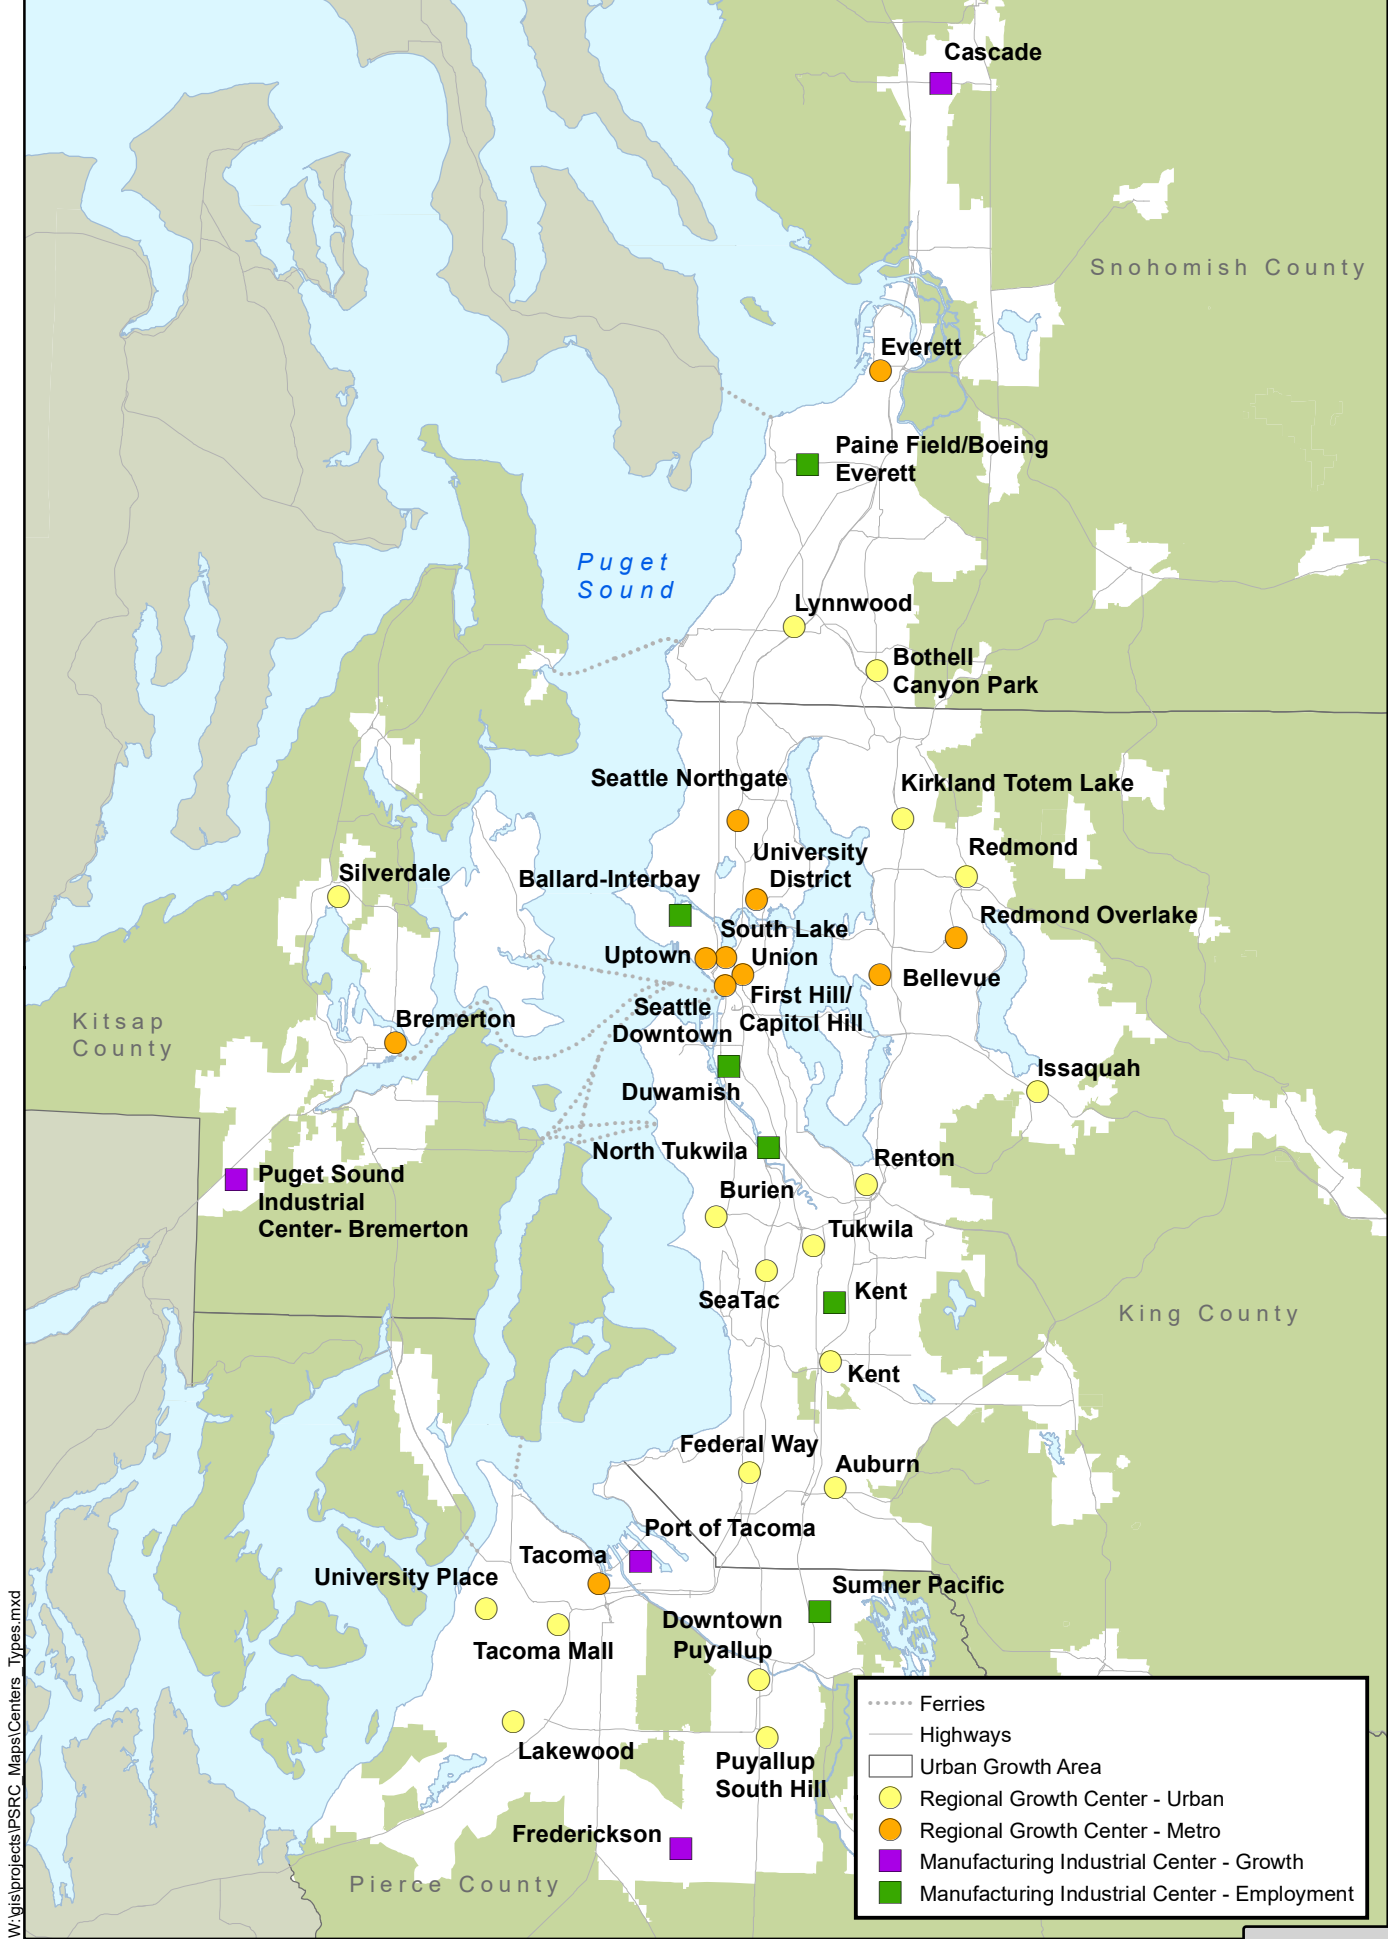 Cascade
Snohomish County
Everett
Paine Field/Boeing
Everett
Puget
Sound
Lynnwood
Bothell
Canyon Park
Seattle Northgate
Kirkland Totem Lake
University
District
Redmond
Silverdale
Ballard-Interbay
Redmond Overlake
South Lake
Union
Uptown
Bellevue
First Hill/
Capitol Hill
Seattle
Downtown
Kitsap
County
Bremerton
Issaquah
Duwamish
North Tukwila
Renton
Puget Sound
Industrial
Center- Bremerton
Burien
Tukwila
SeaTac
Kent
King County
Kent
Federal Way
Auburn
Port of Tacoma
Tacoma
University Place
Sumner Pacific
Downtown
Puyallup
Tacoma Mall
Lakewood
Puyallup
South Hill
Frederickson
Pierce County
Ferries
Highways
Urban Growth Area
Regional Growth Center - Urban
Regional Growth Center - Metro
Manufacturing Industrial Center - Growth
Manufacturing Industrial Center - Employment
W:\gis\projects\PSRC_Maps\Centers_Types.mxd